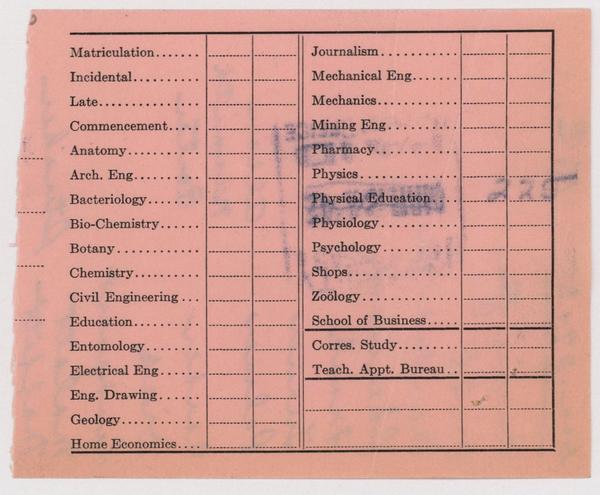 Matriculation.......
Incidental..........
Late...............
Commencement.....
Anatomy...........
Arch. Eng..........
Bacteriology........
Bio-Chemistry.......
Botany.............
Chemistry..........
Civil Engineering ...
Education..........
Entomology........
Electrical Eng......
Eng. Drawing......
Geology............
Home Economics....
Journalism...........
Mechanical Eng.......
Mechanics............
Mining Eng...........
Pharmacy............
Physics..............
Physical Education....
Physiology............
Psychology...........
Shops................
Zoölogy..............
School of Business.....
Corres. Study.........
Teach. Appt. Bureau ..